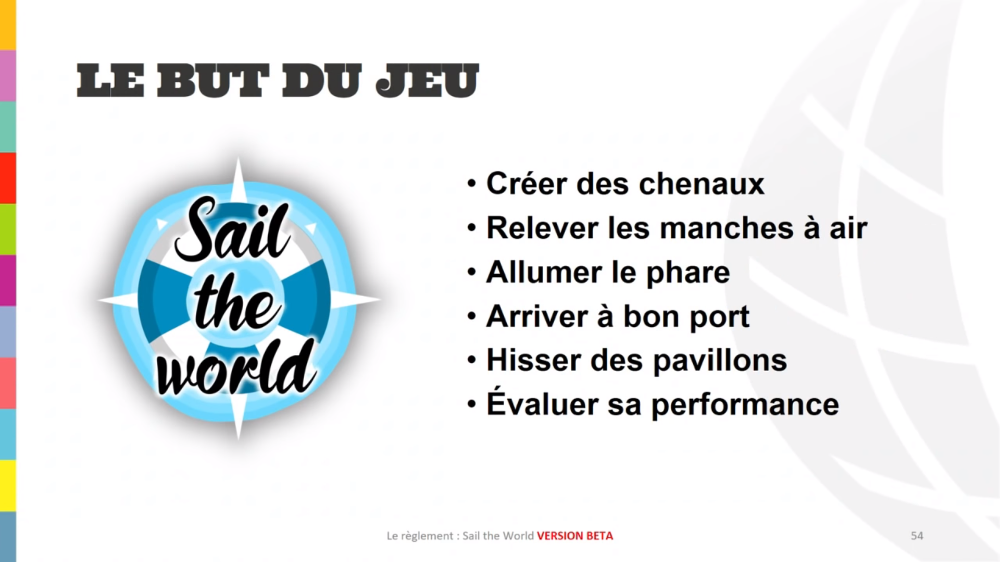 LE BUT DU JEU
Sail
the
world
• Créer des chenaux
• Relever les manches à air
• Allumer le phare
• Arriver à bon port
• Hisser des pavillons
• Évaluer sa performance
Le règlement : Sail the World VERSION BETA
54